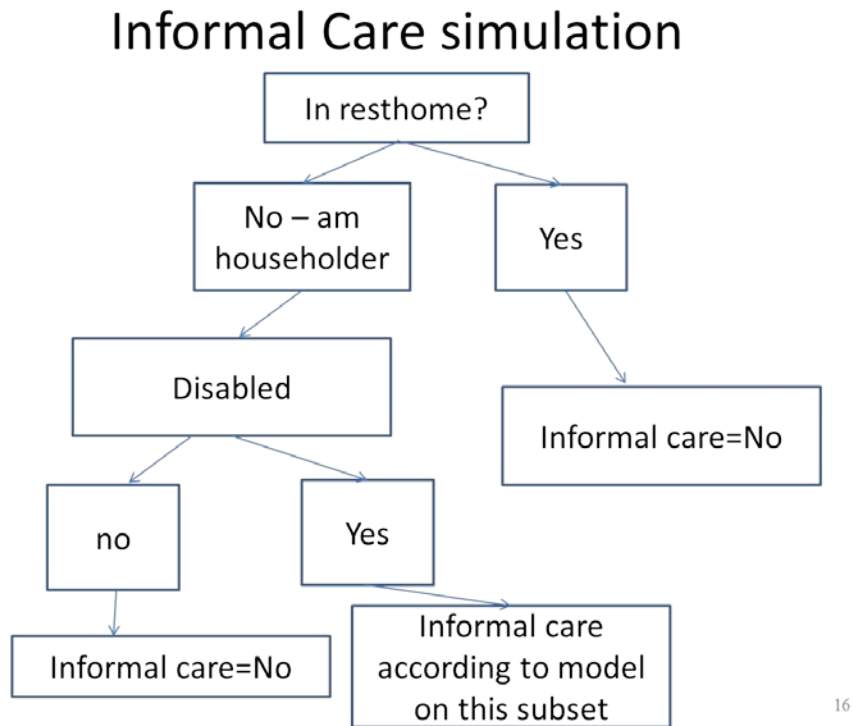 Informal Care simulation
In resthome?
No – am
householder
Yes
Disabled
Informal care=No
no
Yes
Informal care=No
Informal care
according to model
on this subset
16